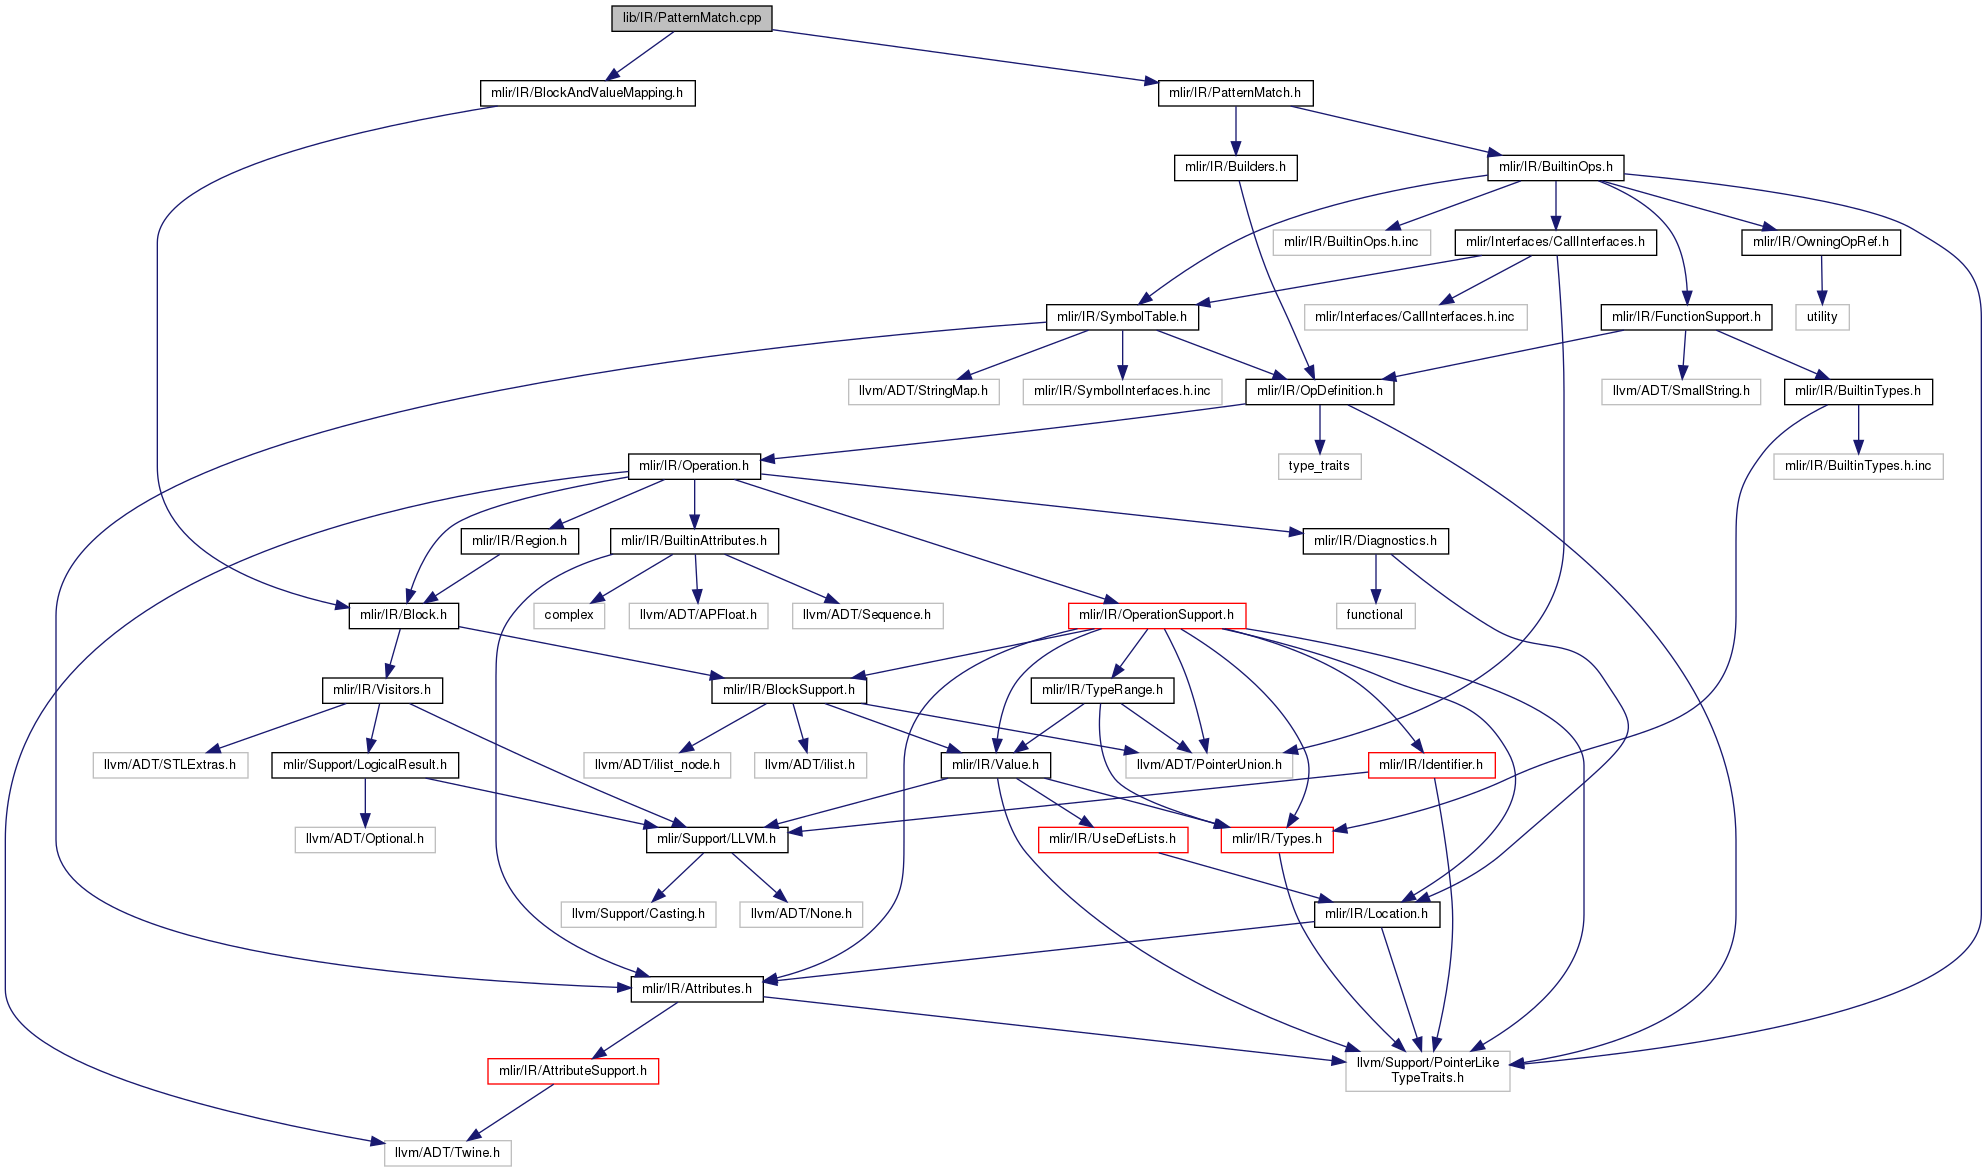 lib/IR/PatternMatch.cpp
mlir/IR/BlockAndValueMapping.h
mlir/IR/PatternMatch.h
mlir/IR/Builders.h
mlir/IR/BuiltinOps.h
mlir/IR/BuiltinOps.h.inc
mlir/Interfaces/CallInterfaces.h
mlir/IR/OwningOpRef.h
mlir/IR/SymbolTable.h
mlir/Interfaces/CallInterfaces.h.inc
mlir/IR/FunctionSupport.h
utility
llvm/ADT/StringMap.h
mlir/IR/SymbolInterfaces.h.inc
mlir/IR/OpDefinition.h
llvm/ADT/SmallString.h
mlir/IR/BuiltinTypes.h
mlir/IR/Operation.h
type_traits
mlir/IR/BuiltinTypes.h.inc
mlir/IR/Region.h
mlir/IR/BuiltinAttributes.h
mlir/IR/Diagnostics.h
mlir/IR/Block.h
complex
llvm/ADT/APFloat.h
llvm/ADT/Sequence.h
mlir/IR/OperationSupport.h
functional
mlir/IR/Visitors.h
mlir/IR/BlockSupport.h
mlir/IR/TypeRange.h
llvm/ADT/STLExtras.h
mlir/Support/LogicalResult.h
llvm/ADT/ilist_node.h
llvm/ADT/ilist.h
mlir/IR/Value.h
llvm/ADT/PointerUnion.h
mlir/IR/Identifier.h
llvm/ADT/Optional.h
mlir/Support/LLVM.h
mlir/IR/UseDefLists.h
mlir/IR/Types.h
llvm/Support/Casting.h
llvm/ADT/None.h
mlir/IR/Location.h
mlir/IR/Attributes.h
mlir/IR/AttributeSupport.h
llvm/Support/PointerLike
TypeTraits.h
llvm/ADT/Twine.h